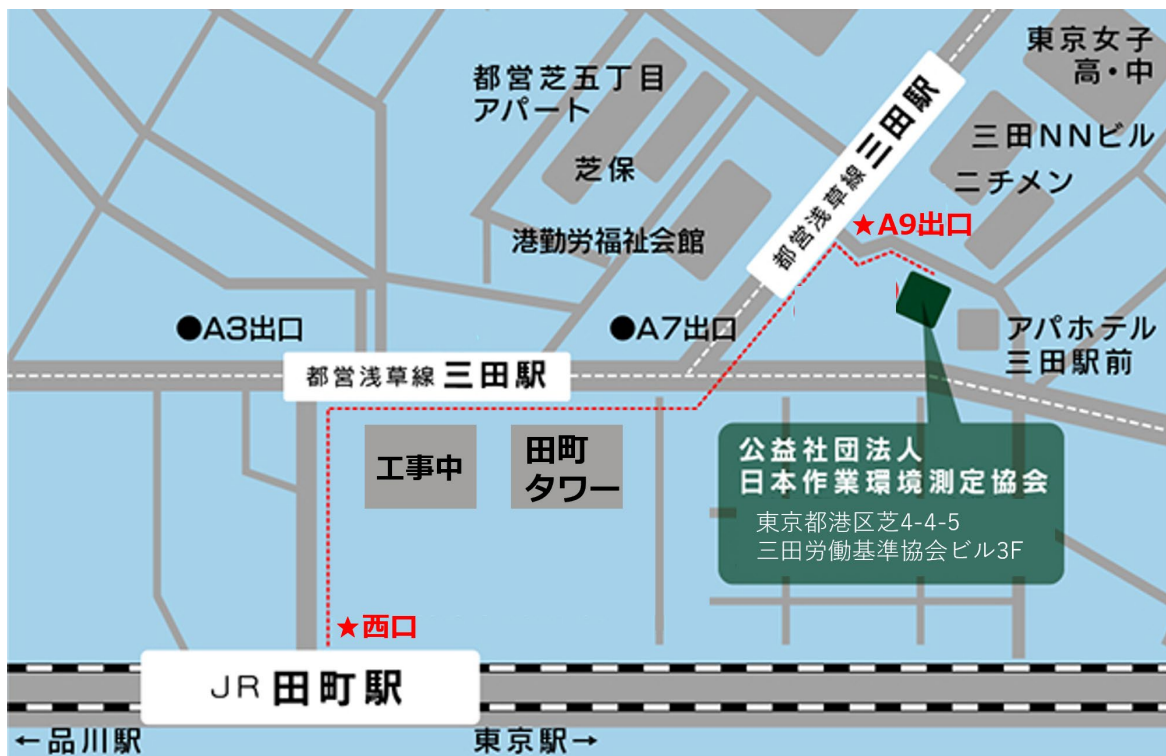 東京女子
高・中
都営芝五丁目
アパート
三田NNビル
ニチメン
芝保
都営浅草線 三田駅
★A9出口
港勤労福祉会館
●A3出口
●A7出口
アパホテル
三田駅前
都営浅草線 三田駅
工事中
田町
タワー
公益社団法人
日本作業環境測定協会
東京都港区芝4-4-5
三田労働基準協会ビル3F
★西口
JR 田町駅
←品川駅
東京駅→